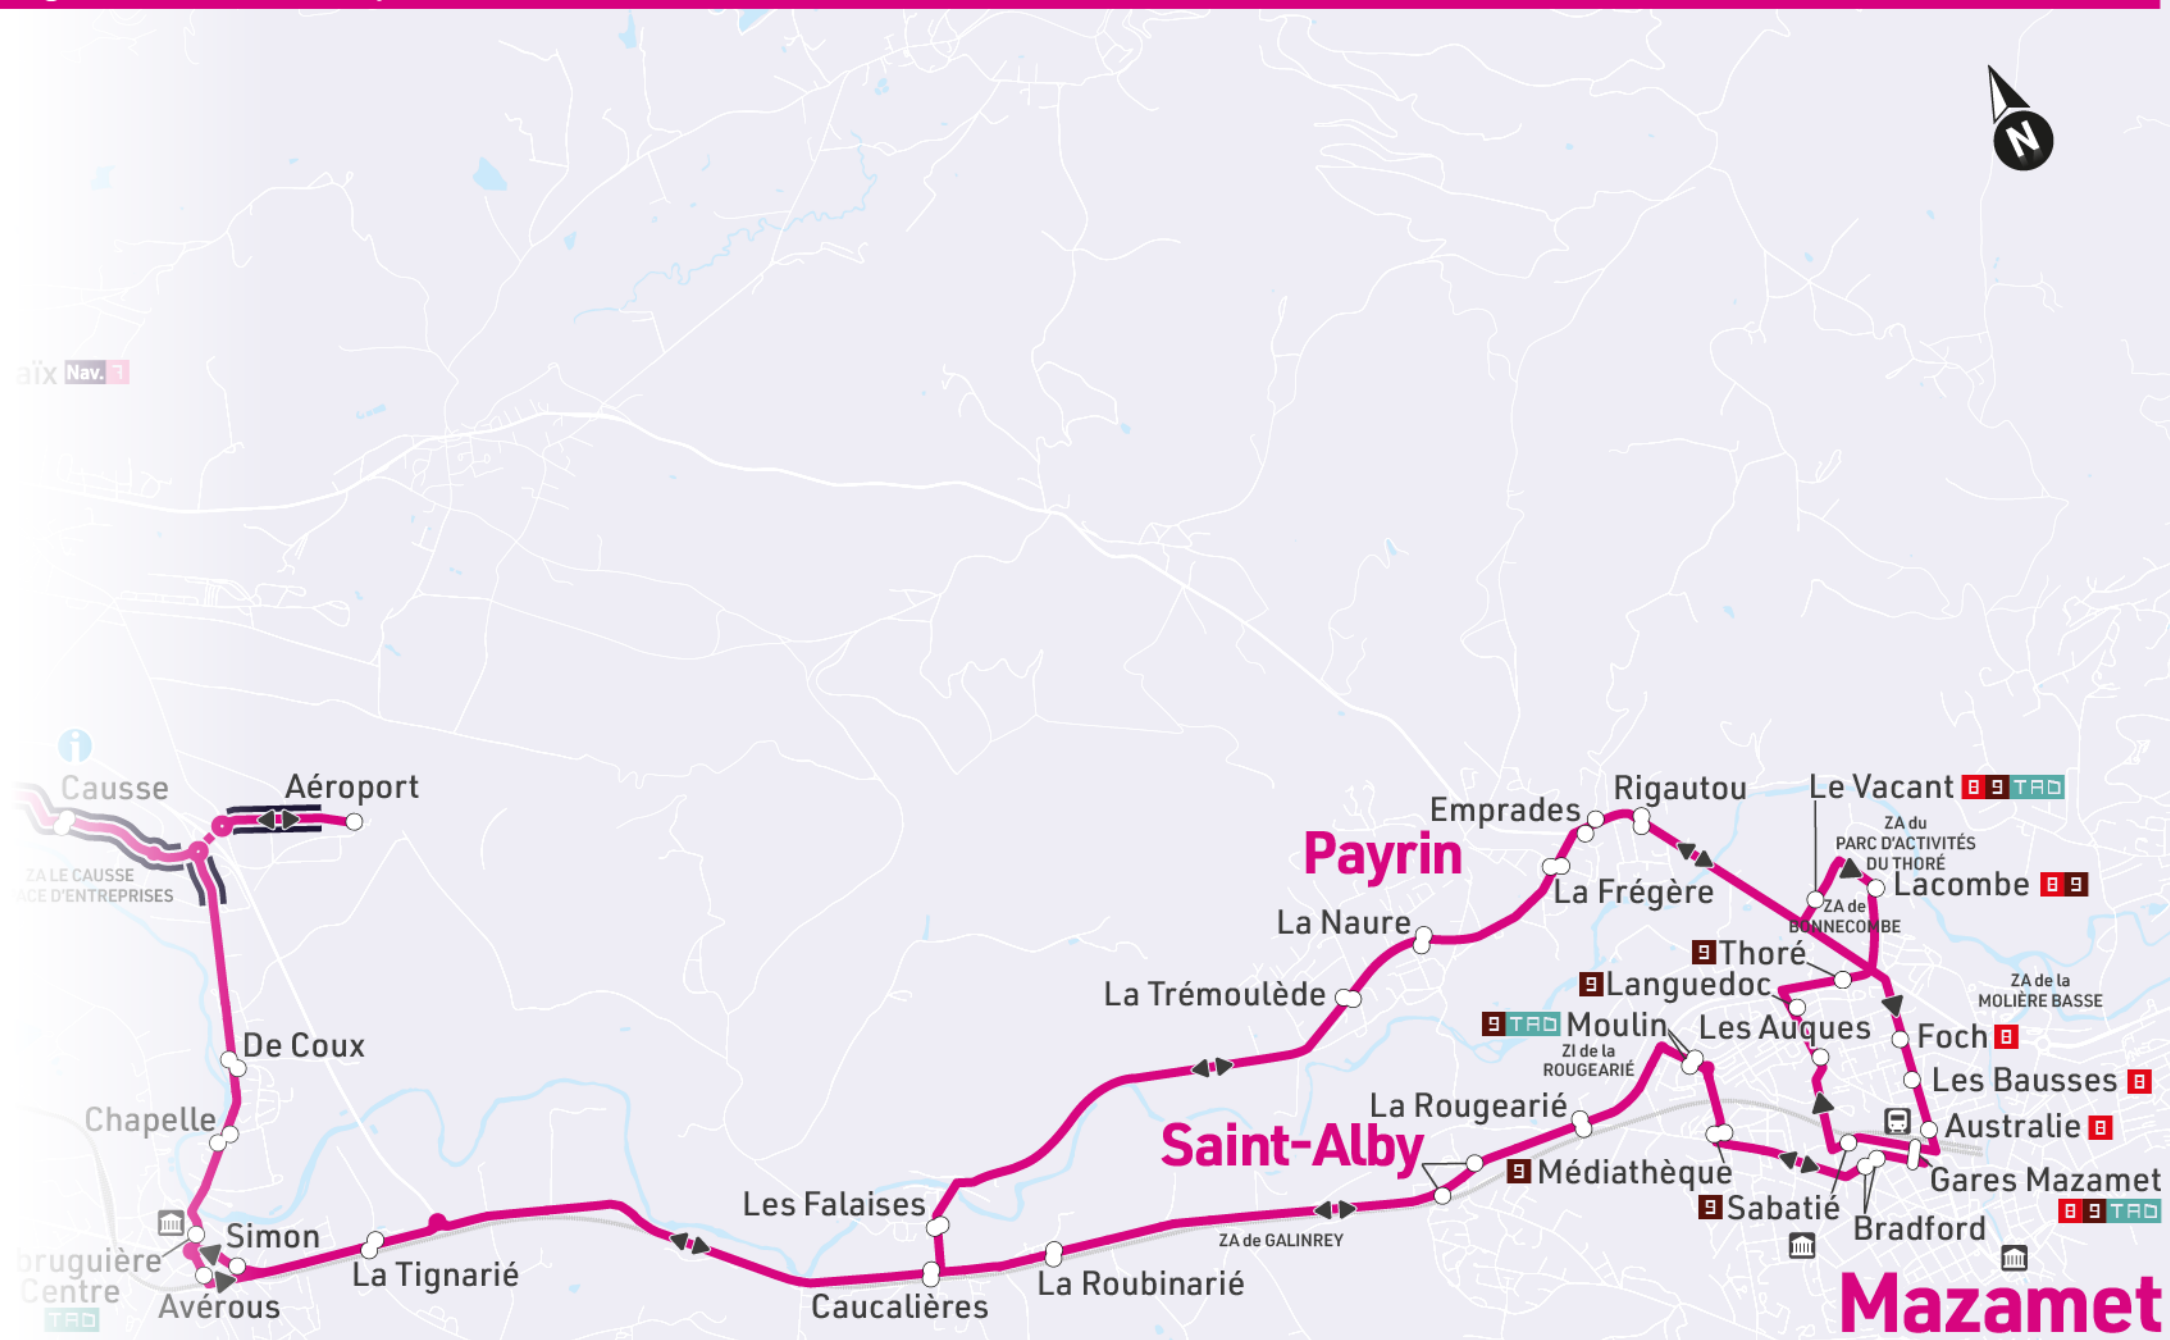 N
Nav. 7
Causse
Aéroport
ZA LE CAUSSE
D'ENTREPRISES
Rigautou
Le Vacant 8 9 TAD
Emprades
Payrin
ZA du
PARC D'ACTIVITÉS
DU THORÉ
Lacombe 8 9
La Frégère
ZA de
BONNECOMBE
La Naure
9 Thoré
9 Languedoc
ZA de la
MOLIÈRE BASSE
La Trémoulède
9 TAD Moulin
Les Auques
Foch 8
ZI de la
ROUGEARIÉ
De Coux
Les Bausses 8
Chapelle
La Rougearié
Australie 8
Saint-Alby
9 Médiathèque
Gares Mazamet
8 9 TAD
Les Falaises
9 Sabatié
Bradford
Simon
ZA de GALINREY
Centre
TAD
Avérous
La Tignarié
La Roubinarié
Caucalières
Mazamet